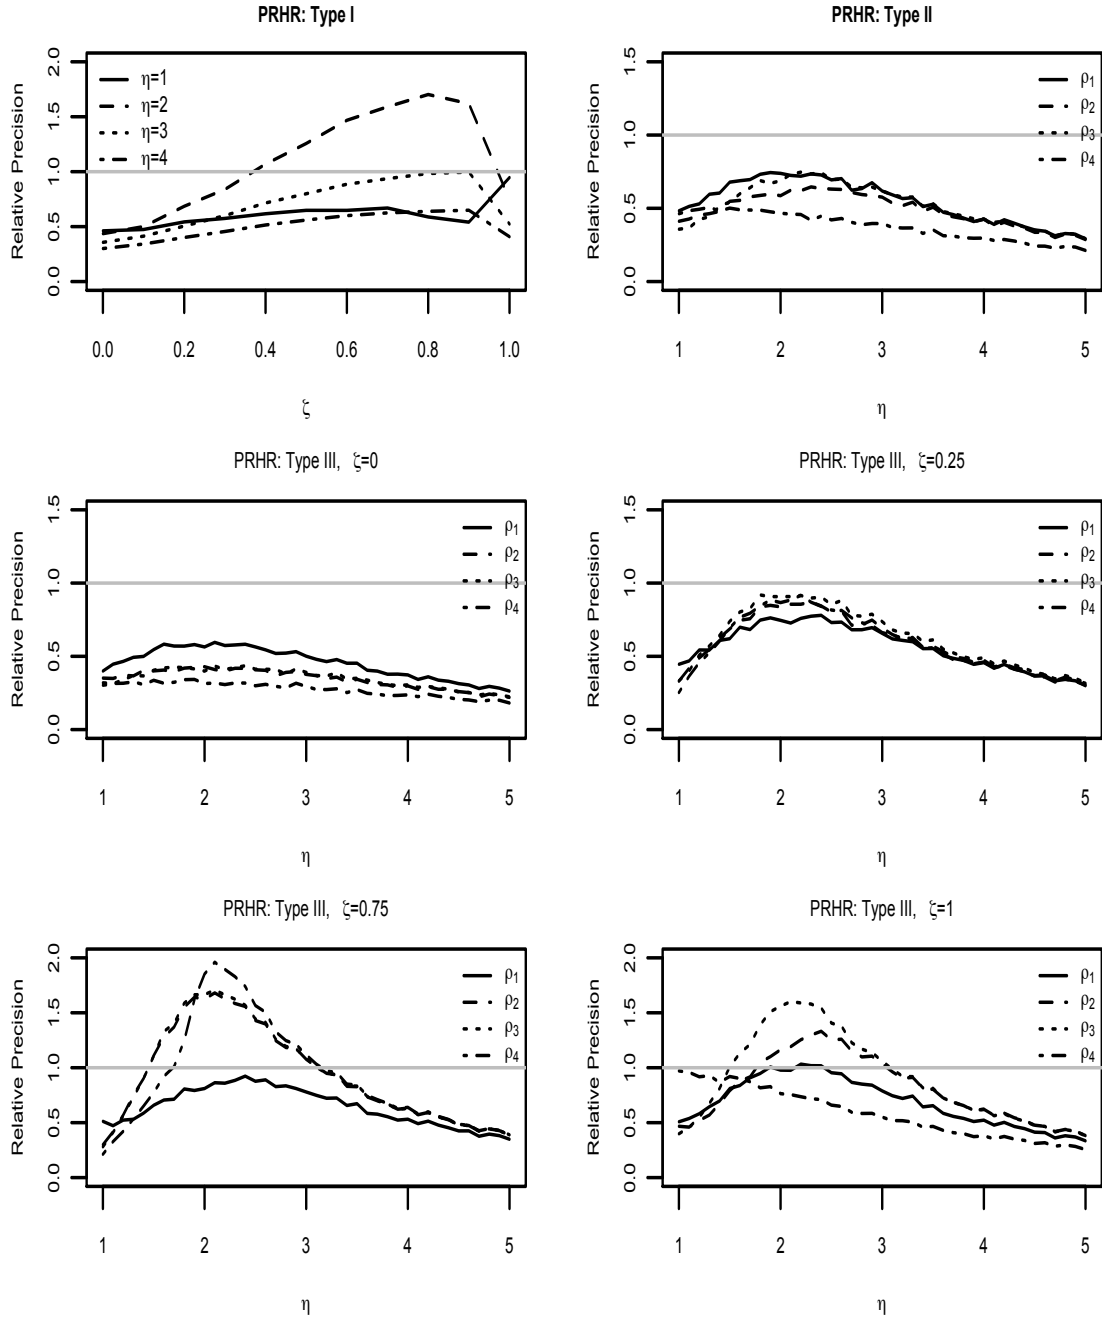 PRHR: Type I
Relative Precision
2.0
1.5
1.0
0.5
0.0
η=1
η=2
η=3
η=4
0.0 0.2 0.4 0.6 0.8 1.0
ζ
PRHR: Type II
Relative Precision
1.5
1.0
0.5
0.0
ρ1
ρ2
ρ3
ρ4
1 2 3 4 5
η
PRHR: Type III, ζ=0
Relative Precision
1.5
1.0
0.5
0.0
ρ1
ρ2
ρ3
ρ4
1 2 3 4 5
η
PRHR: Type III, ζ=0.25
Relative Precision
1.5
1.0
0.5
0.0
ρ1
ρ2
ρ3
ρ4
1 2 3 4 5
η
PRHR: Type III, ζ=0.75
Relative Precision
2.0
1.5
1.0
0.5
0.0
ρ1
ρ2
ρ3
ρ4
1 2 3 4 5
η
PRHR: Type III, ζ=1
Relative Precision
2.0
1.5
1.0
0.5
0.0
ρ1
ρ2
ρ3
ρ4
1 2 3 4 5
η